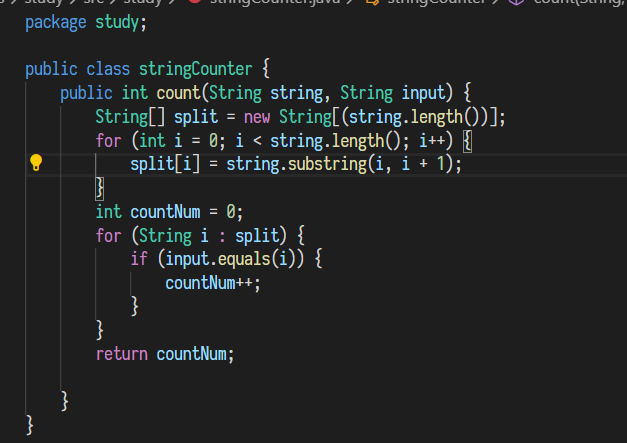 study > src > study > stringCounter.java > stringCounter > count(String,
package study;
public class stringCounter {
public int count(String string, String input) {
String[] split = new String[(string.length())];
for (int i = 0; i < string.length(); i++) {
split[i] = string.substring(i, i + 1);
}
int countNum = 0;
for (String i : split) {
if (input.equals(i)) {
countNum++;
}
}
return countNum;
}
}